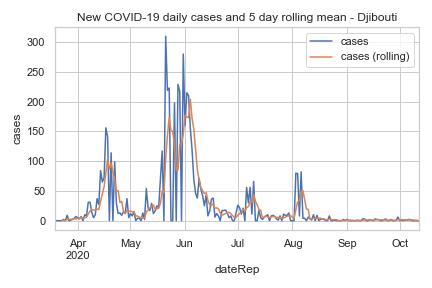 New COVID-19 daily cases and 5 day rolling mean - Djibouti
cases
cases (rolling)
cases
300
250
200
150
100
50
0
Apr May Jun Jul Aug Sep Oct
2020
dateRep